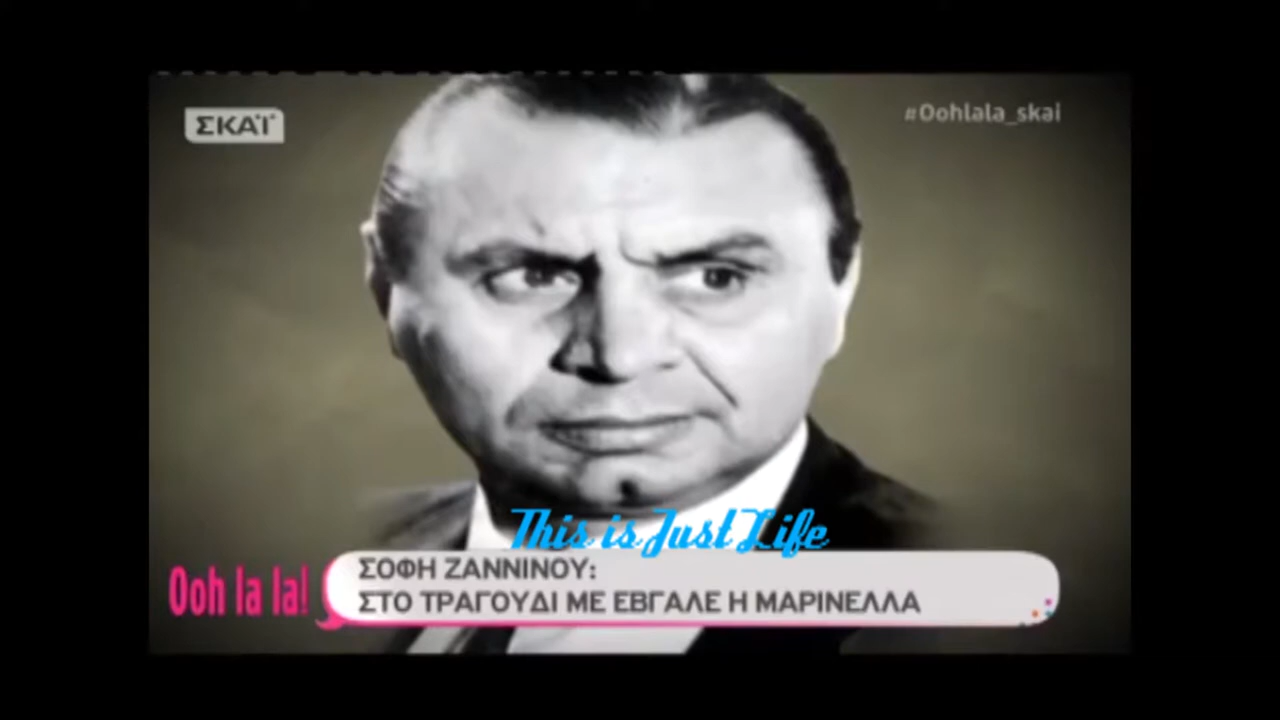 ΣΚΑΪ
#Oohlala_skai
This is Just Life
Ooh la la!
ΣΟΦΗ ΖΑΝΝΙΝΟΥ:
ΣΤΟ ΤΡΑΓΟΥΔΙ ΜΕ ΕΒΓΑΛΕ Η ΜΑΡΙΝΕΛΛΑ